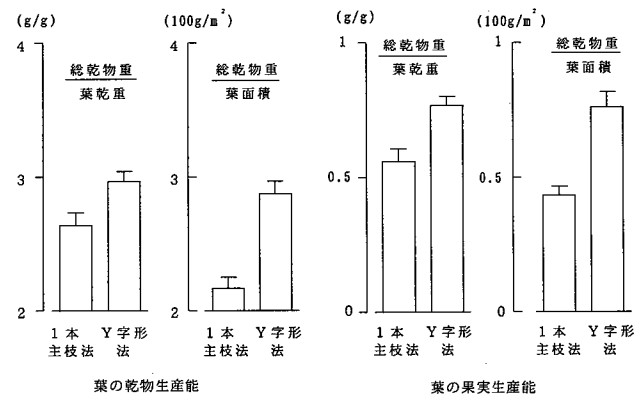 (g/g)
4
総乾物重
葉乾重
3
2
1本
主枝法
Y字形
法
(100g/m²)
4
総乾物重
葉面積
3
2
1本
主枝法
Y字形
法
葉の乾物生産能
(g/g)
1
総乾物重
葉乾重
0.5
0
1本
主枝法
Y字形
法
(100g/m²)
1
総乾物重
葉面積
0.5
0
1本
主枝法
Y字形
法
葉の果実生産能